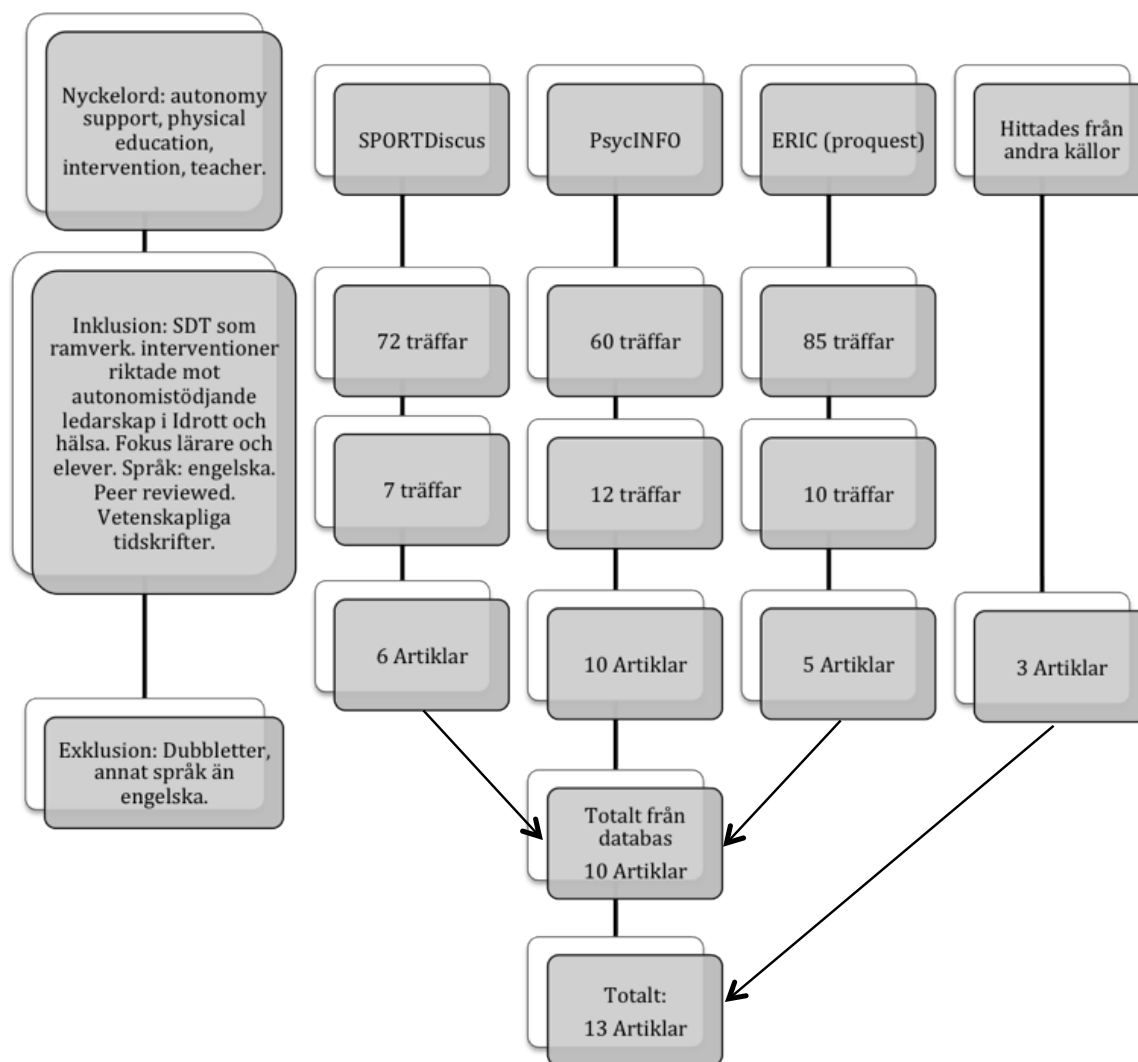 Nyckelord: autonomy
support, physical
education,
intervention, teacher.
Inklusion: SDT som
ramverk. interventioner
riktade mot
autonomistödjande
ledarskap i Idrott och
hälsa. Fokus lärare och
elever. Språk: engelska.
Peer reviewed.
Vetenskapliga
tidskrifter.
Exklusion: Dubbletter,
annat språk än
engelska.
SPORTDiscus
72 träffar
7 träffar
6 Artiklar
PsycINFO
60 träffar
12 träffar
10 Artiklar
ERIC (proquest)
85 träffar
10 träffar
5 Artiklar
Hittades från
andra källor
3 Artiklar
Totalt från
databas
10 Artiklar
Totalt:
13 Artiklar